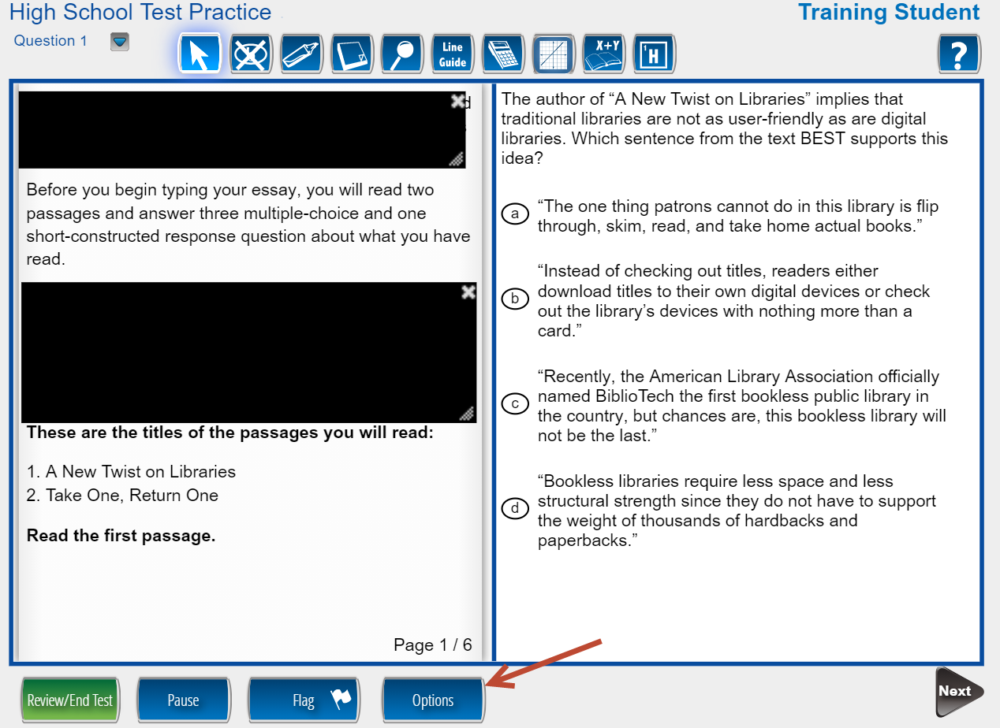 High School Test Practice
Training Student
Question 1
Line
Guide
X+Y
1
H
?
d
Before you begin typing your essay, you will read two
passages and answer three multiple-choice and one
short-constructed response question about what you have
read.
These are the titles of the passages you will read:
1. A New Twist on Libraries
2. Take One, Return One
Read the first passage.
Page 1 / 6
The author of “A New Twist on Libraries” implies that
traditional libraries are not as user-friendly as are digital
libraries. Which sentence from the text BEST supports this
idea?
a
“The one thing patrons cannot do in this library is flip
through, skim, read, and take home actual books.”
b
“Instead of checking out titles, readers either
download titles to their own digital devices or check
out the library’s devices with nothing more than a
card.”
c
“Recently, the American Library Association officially
named BiblioTech the first bookless public library in
the country, but chances are, this bookless library will
not be the last.”
d
“Bookless libraries require less space and less
structural strength since they do not have to support
the weight of thousands of hardbacks and
paperbacks.”
Review/End Test
Pause
Flag
Options
Next